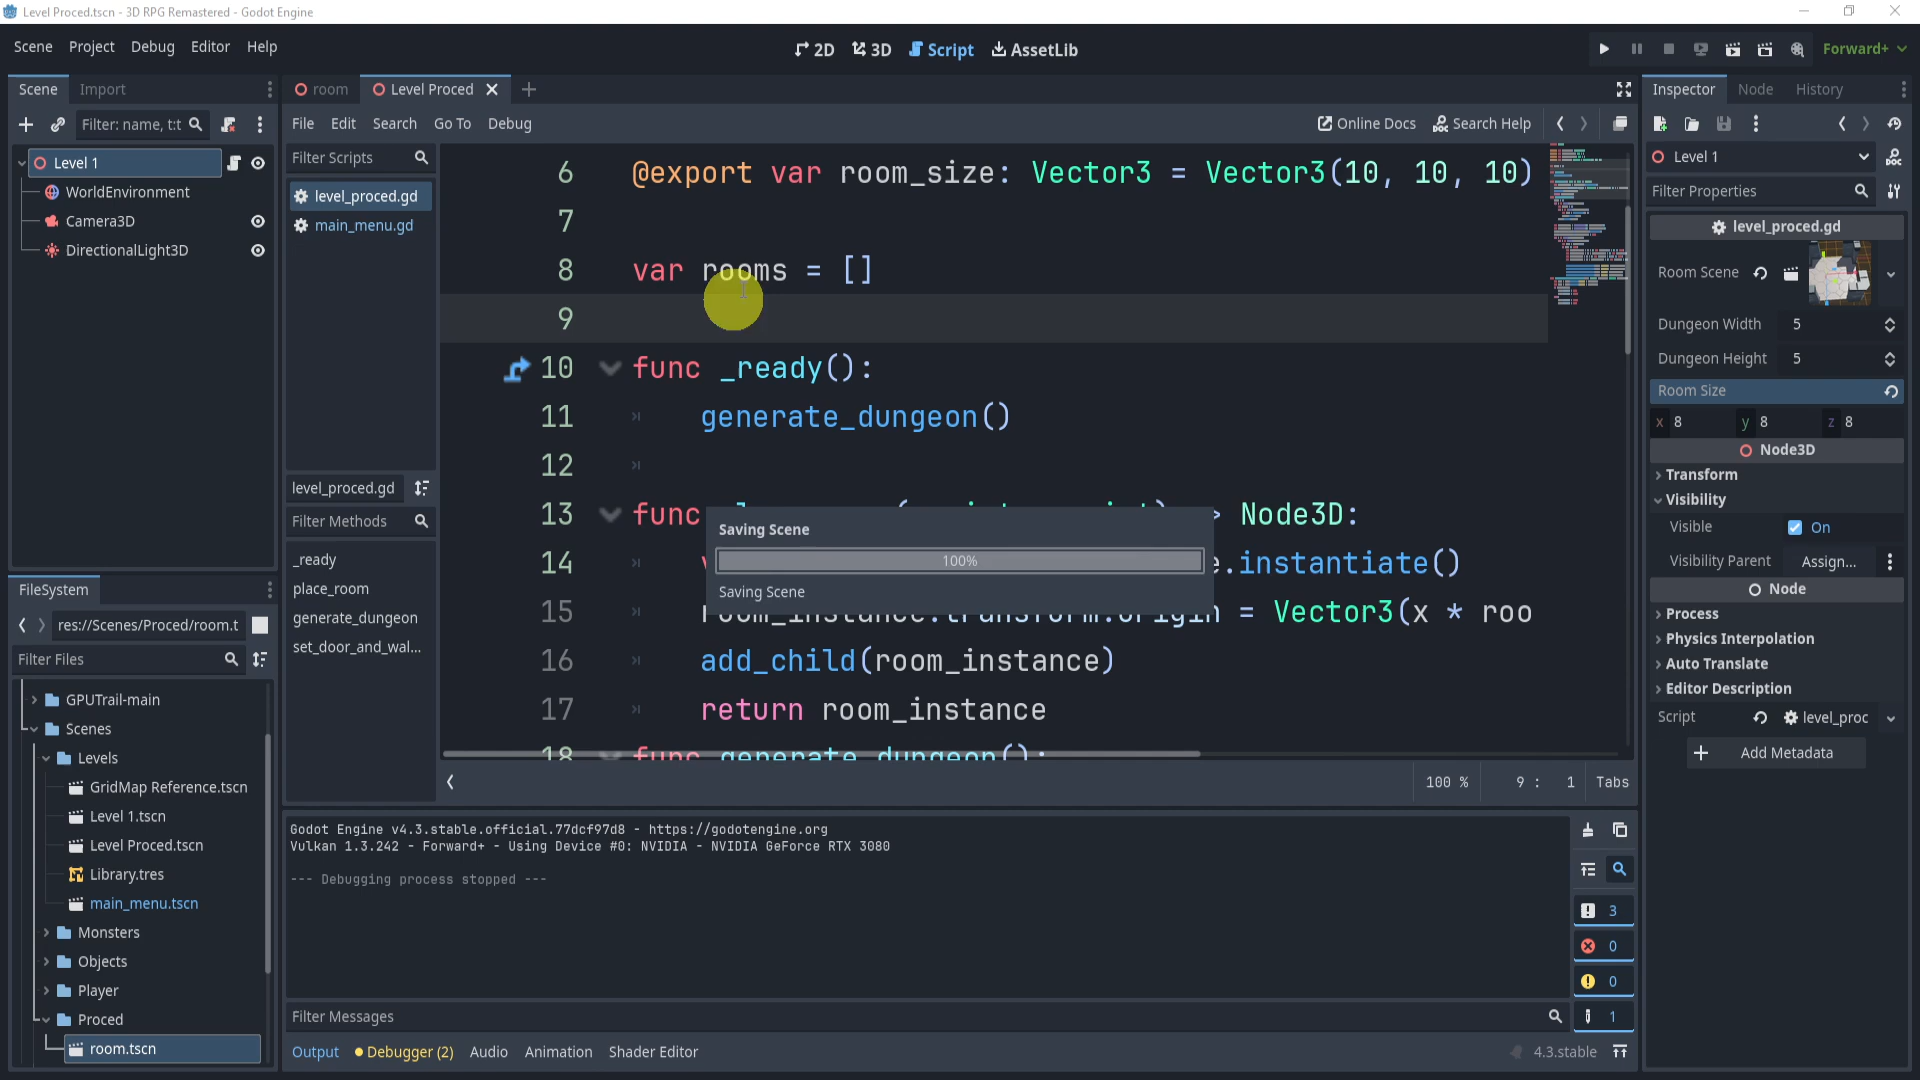 Level Proced.tscn - 3D RPG Remastered - Godot Engine
Scene Project Debug Editor Help
2D 3D Script AssetLib
Forward+
Scene Import
Filter: name, t:t
Level 1
WorldEnvironment
Camera3D
DirectionalLight3D
room Level Proced
File Edit Search Go To Debug
Online Docs Search Help
Filter Scripts
level_proced.gd
main_menu.gd
level_proced.gd
Filter Methods
_ready
place_room
generate_dungeon
set_door_and_wal...
6 @export var room_size: Vector3 = Vector3(10, 10, 10)
7
8 var rooms = []
9
10 func _ready():
11 generate_dungeon()
12
13 func > Node3D:
14 .instantiate()
15 room_instance.transform.origin = Vector3(x * roo
16 add_child(room_instance)
17 return room_instance
18 func generate_dungeon():
Saving Scene
100%
Saving Scene
100 % 9 : 1 Tabs
Godot Engine v4.3.stable.official.77dcf97d8 - https://godotengine.org
Vulkan 1.3.242 - Forward+ - Using Device #0: NVIDIA - NVIDIA GeForce RTX 3080
--- Debugging process stopped ---
3
0
0
1
Filter Messages
Output Debugger (2) Audio Animation Shader Editor
4.3.stable
FileSystem
res://Scenes/Proced/room.t
Filter Files
GPUTrail-main
Scenes
Levels
GridMap Reference.tscn
Level 1.tscn
Level Proced.tscn
Library.tres
main_menu.tscn
Monsters
Objects
Player
Proced
room.tscn
Inspector Node History
Level 1
Filter Properties
level_proced.gd
Room Scene
Dungeon Width 5
Dungeon Height 5
Room Size
x 8 y 8 z 8
Node3D
Transform
Visibility
Visible On
Visibility Parent Assign...
Node
Process
Physics Interpolation
Auto Translate
Editor Description
Script level_proc
Add Metadata